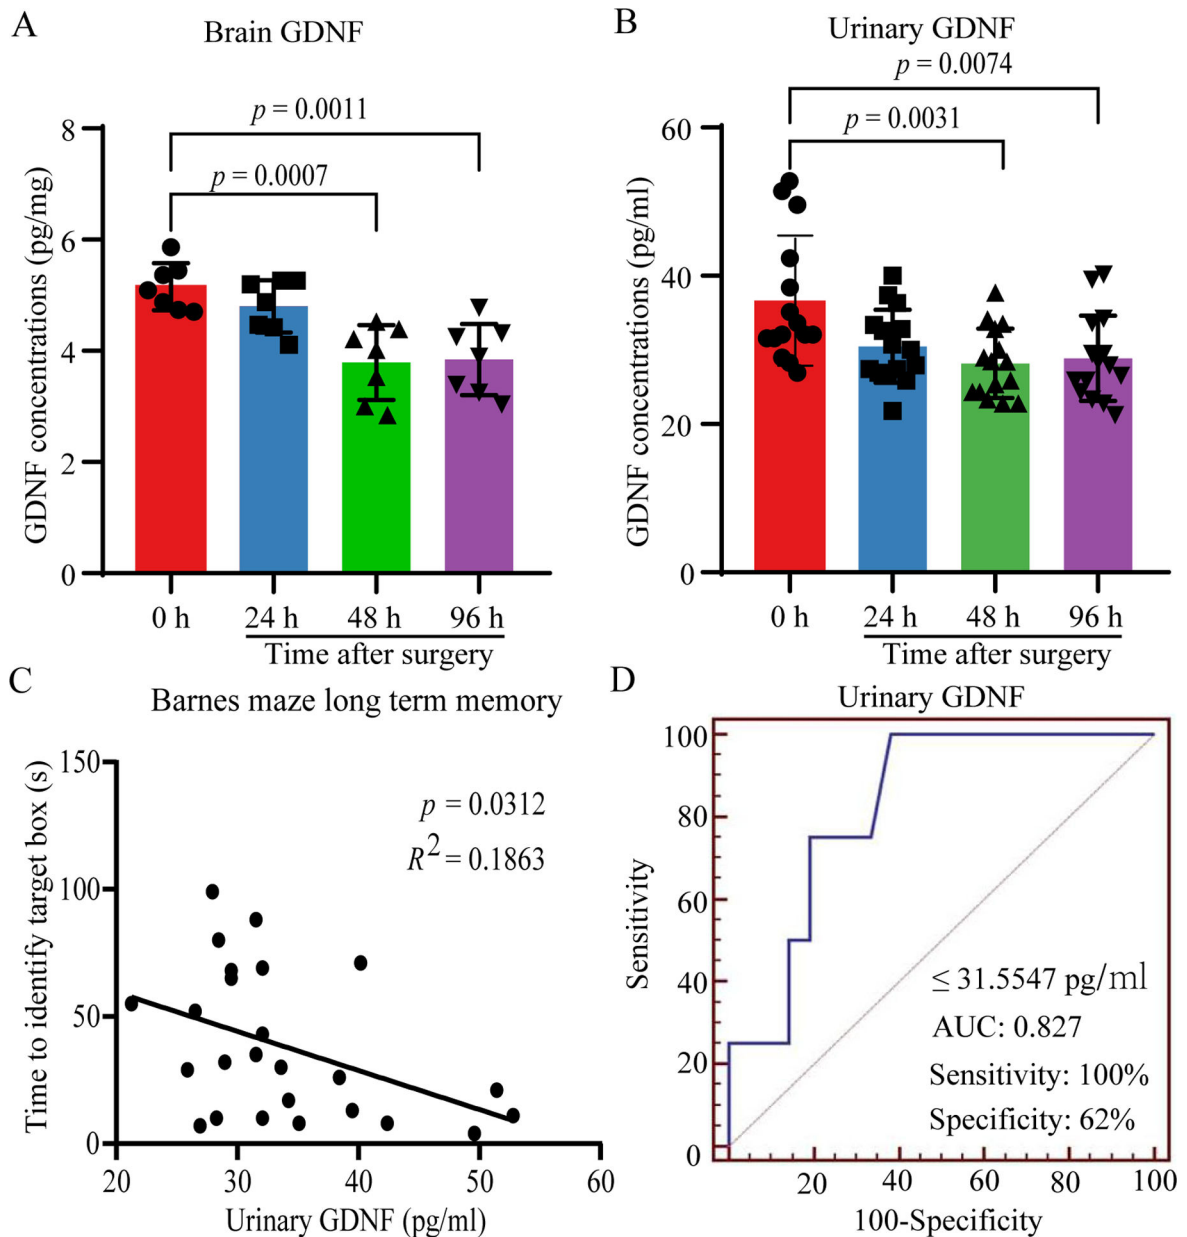 A
Brain GDNF
p = 0.0011
p = 0.0007
GDNF concentrations (pg/mg)
8
6
4
2
0
0 h
24 h
48 h
96 h
Time after surgery
B
Urinary GDNF
p = 0.0074
p = 0.0031
GDNF concentrations (pg/ml)
60
40
20
0
0 h
24 h
48 h
96 h
Time after surgery
C
Barnes maze long term memory
p = 0.0312
R2 = 0.1863
Time to identify target box (s)
150
100
50
0
20
30
40
50
60
Urinary GDNF (pg/ml)
D
Urinary GDNF
Sensitivity
100
80
60
40
20
0
≤ 31.5547 pg/ml
AUC: 0.827
Sensitivity: 100%
Specificity: 62%
20
40
60
80
100
100-Specificity